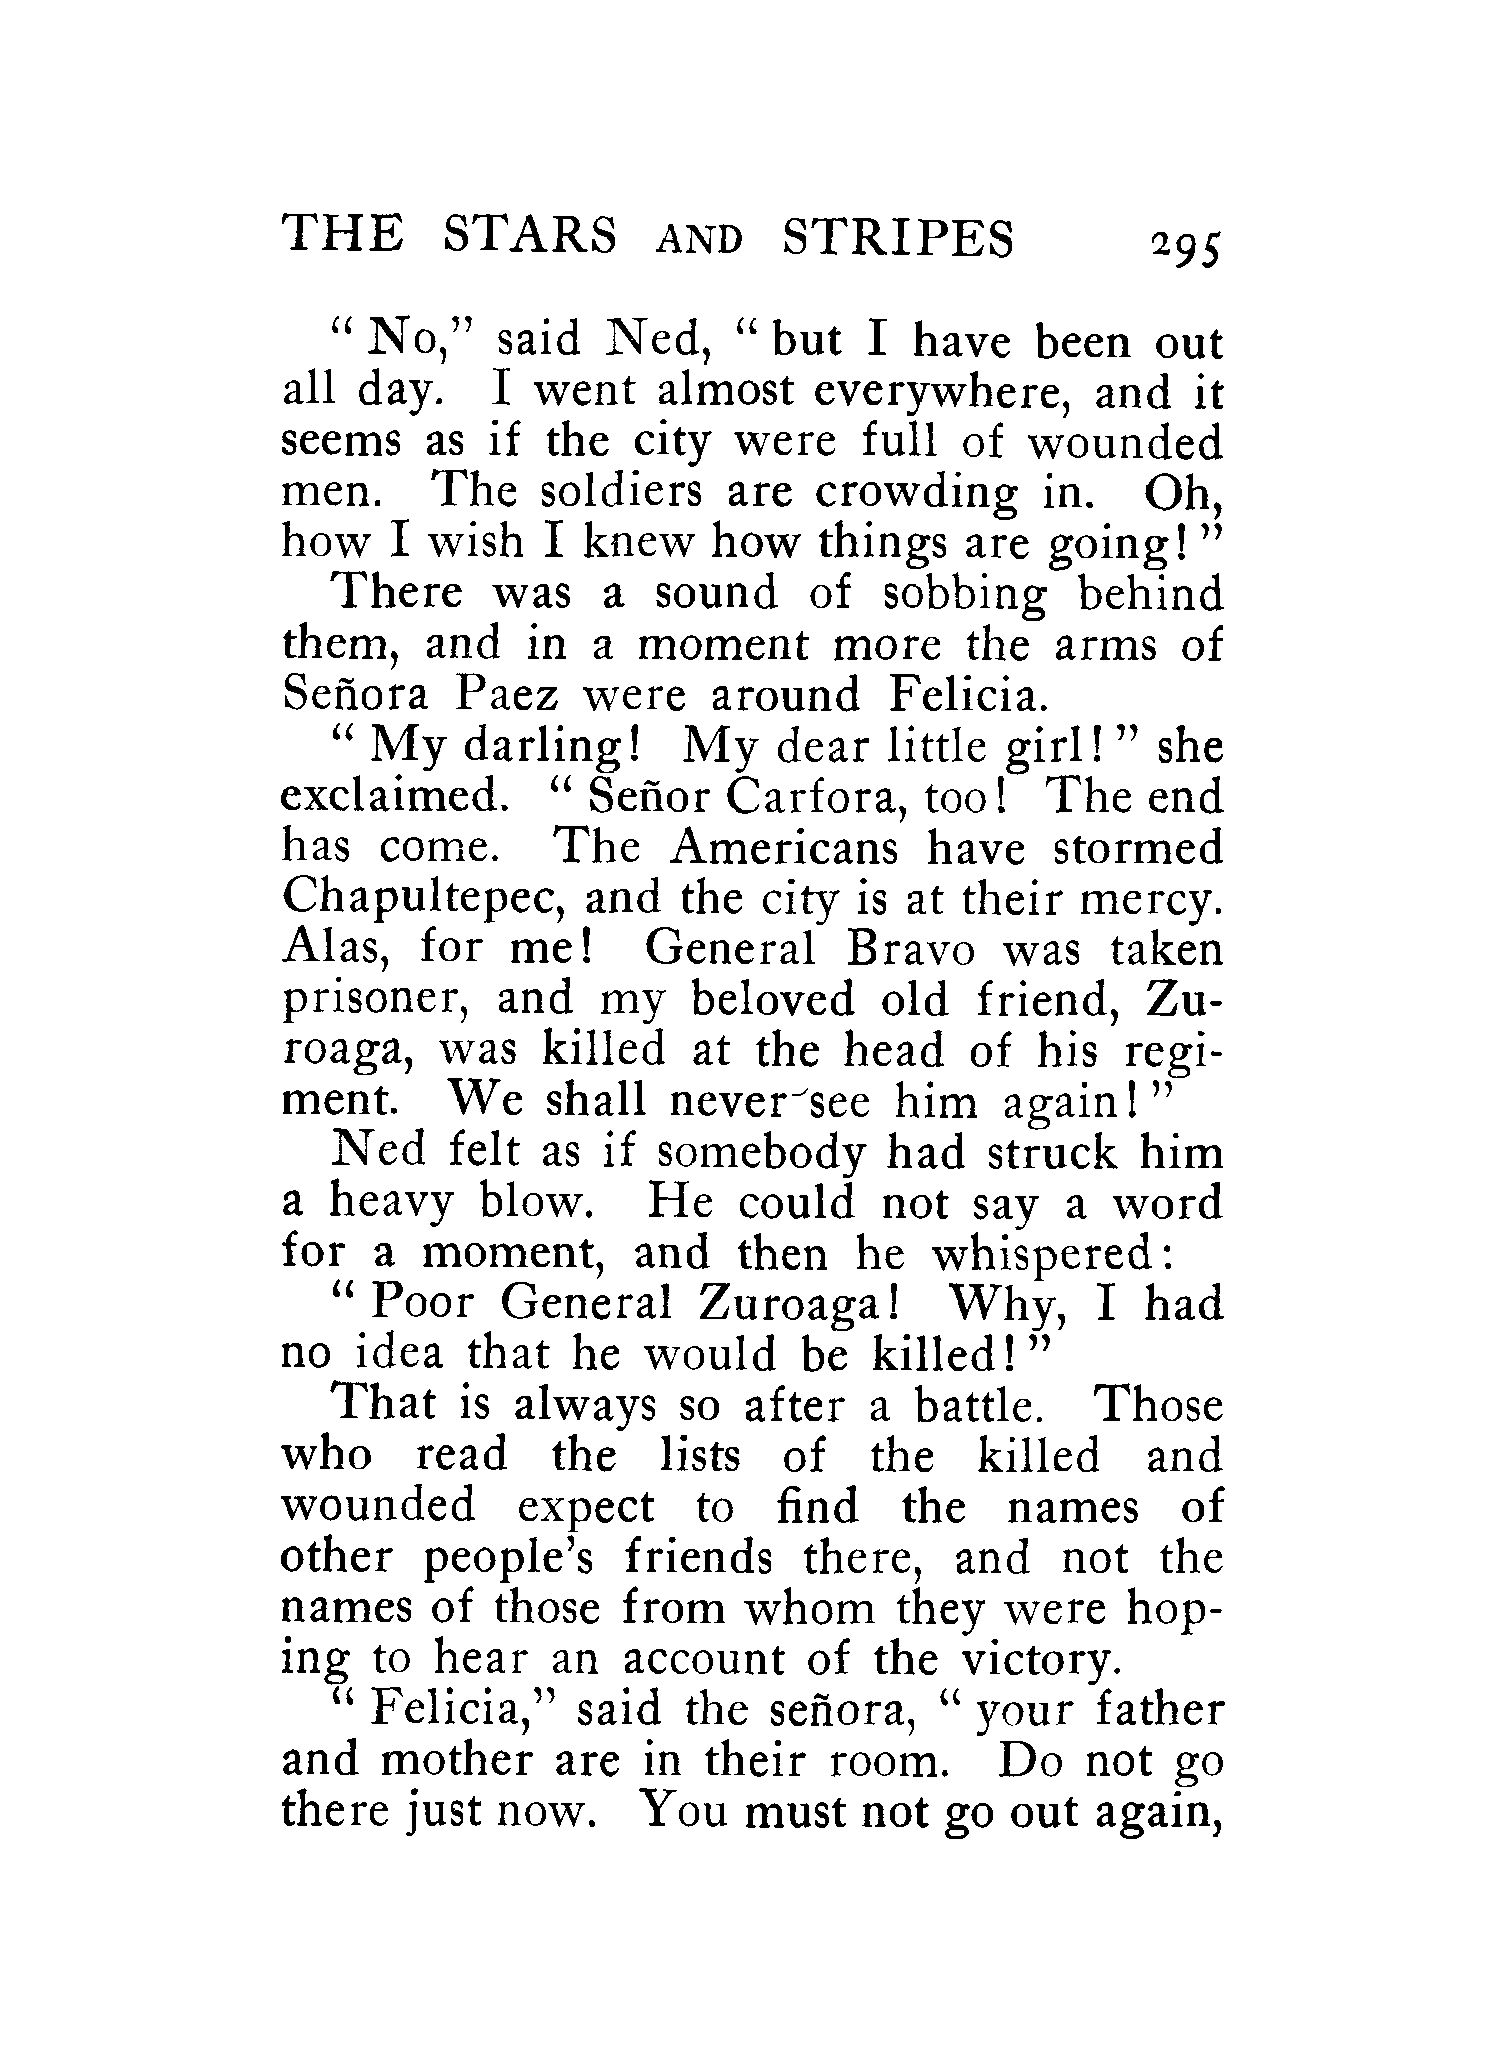 THE STARS AND STRIPES 295
" No," said Ned, " but I have been out
all day. I went almost everywhere, and it
seems as if the city were full of wounded
men. The soldiers are crowding in. Oh,
how I wish I knew how things are going! "
There was a sound of sobbing behind
them, and in a moment more the arms of
Señora Paez were around Felicia.
" My darling! My dear little girl! " she
exclaimed. " Señor Carfora, too! The end
has come. The Americans have stormed
Chapultepec, and the city is at their mercy.
Alas, for me! General Bravo was taken
prisoner, and my beloved old friend, Zu-
roaga, was killed at the head of his regi-
ment. We shall never see him again! "
Ned felt as if somebody had struck him
a heavy blow. He could not say a word
for a moment, and then he whispered:
" Poor General Zuroaga! Why, I had
no idea that he would be killed! "
That is always so after a battle. Those
who read the lists of the killed and
wounded expect to find the names of
other people's friends there, and not the
names of those from whom they were hop-
ing to hear an account of the victory.
" Felicia," said the señora, " your father
and mother are in their room. Do not go
there just now. You must not go out again,